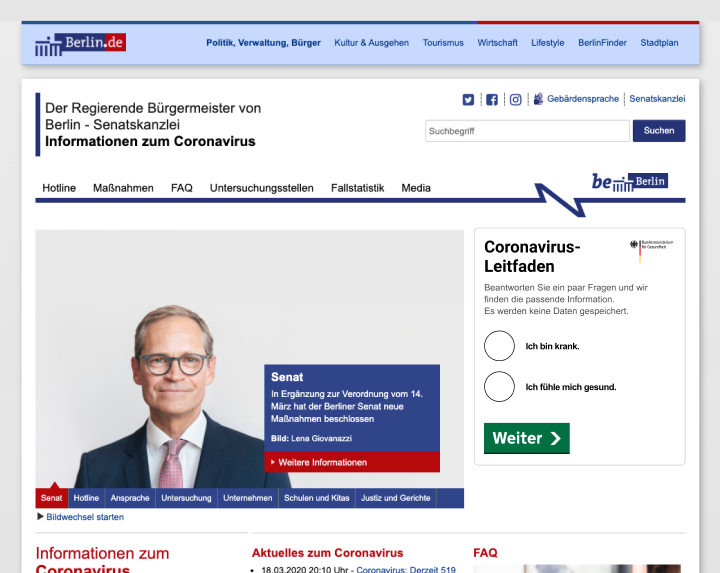 Berlin.de
Politik, Verwaltung, Bürger Kultur & Ausgehen Tourismus Wirtschaft Lifestyle BerlinFinder Stadtplan
Gebärdensprache Senatskanzlei
Der Regierende Bürgermeister von
Berlin - Senatskanzlei
Informationen zum Coronavirus
Suchbegriff Suchen
Hotline Maßnahmen FAQ Untersuchungsstellen Fallstatistik Media
be Berlin
Coronavirus-
Leitfaden
Bundesministerium
für Gesundheit
Beantworten Sie ein paar Fragen und wir
finden die passende Information.
Es werden keine Daten gespeichert.
Ich bin krank.
Ich fühle mich gesund.
Weiter
Senat
In Ergänzung zur Verordnung vom 14.
März hat der Berliner Senat neue
Maßnahmen beschlossen
Bild: Lena Giovanazzi
Weitere Informationen
Senat Hotline Ansprache Untersuchung Unternehmen Schulen und Kitas Justiz und Gerichte
Bildwechsel starten
Informationen zum
Coronavirus
Aktuelles zum Coronavirus
• 18.03.2020 20:10 Uhr - Coronavirus: Derzeit 519
FAQ